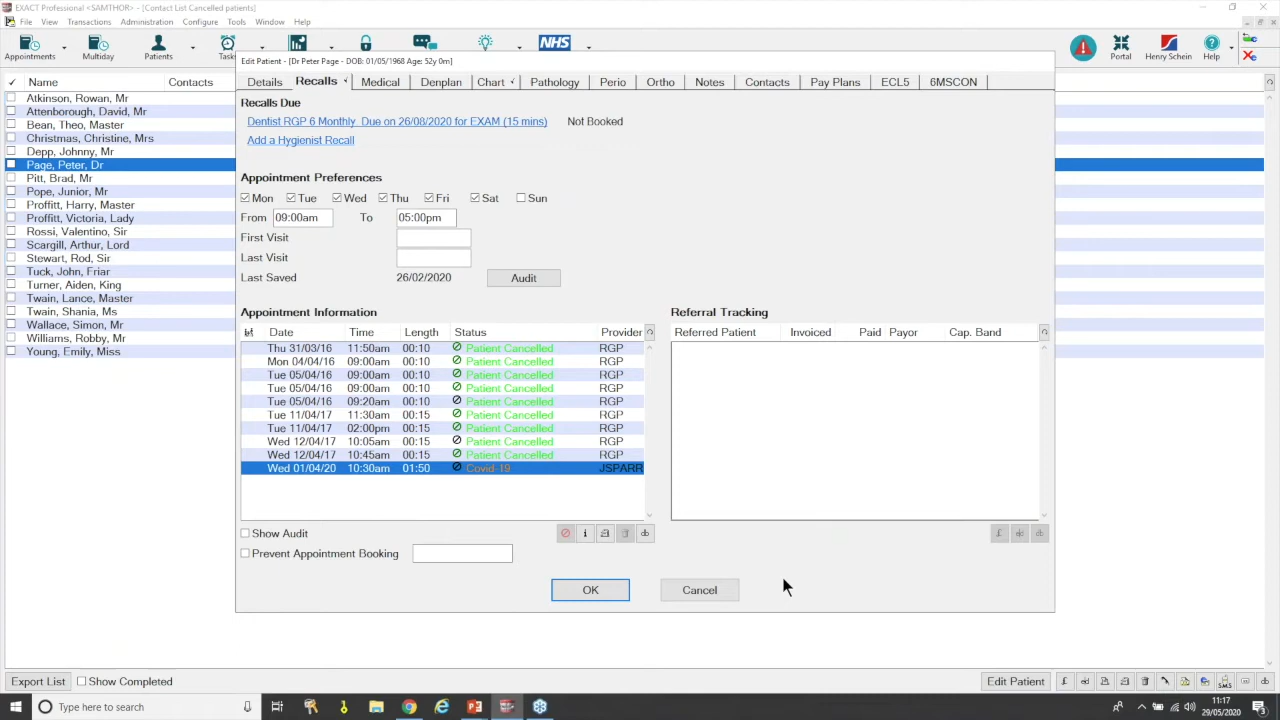 EXACT Professional <SAMTHOR> - [Contact List Cancelled patients]
File View Transactions Administration Configure Tools Window Help
Appointments Multiday Patients Tasks NHS Portal Henry Schein Help
Edit Patient - [Dr Peter Page - DOB: 01/05/1968 Age: 52y 0m]
Details Recalls Medical Denplan Chart Pathology Perio Ortho Notes Contacts Pay Plans ECL5 6MSCON
Name Contacts
Atkinson, Rowan, Mr
Attenborough, David, Mr
Bean, Theo, Master
Christmas, Christine, Mrs
Depp, Johnny, Mr
Page, Peter, Dr
Pitt, Brad, Mr
Pope, Junior, Mr
Proffitt, Harry, Master
Proffitt, Victoria, Lady
Rossi, Valentino, Sir
Scargill, Arthur, Lord
Stewart, Rod, Sir
Tuck, John, Friar
Turner, Aiden, King
Twain, Lance, Master
Twain, Shania, Ms
Wallace, Simon, Mr
Williams, Robby, Mr
Young, Emily, Miss
Recalls Due
Dentist RGP 6 Monthly. Due on 26/08/2020 for EXAM (15 mins) Not Booked
Add a Hygienist Recall
Appointment Preferences
Mon Tue Wed Thu Fri Sat Sun
From 09:00am To 05:00pm
First Visit
Last Visit
Last Saved 26/02/2020 Audit
Appointment Information
Date Time Length Status Provider
Thu 31/03/16 11:50am 00:10 Patient Cancelled RGP
Mon 04/04/16 09:00am 00:10 Patient Cancelled RGP
Tue 05/04/16 09:00am 00:10 Patient Cancelled RGP
Tue 05/04/16 09:00am 00:10 Patient Cancelled RGP
Tue 05/04/16 09:20am 00:10 Patient Cancelled RGP
Tue 11/04/17 11:30am 00:15 Patient Cancelled RGP
Tue 11/04/17 02:00pm 00:15 Patient Cancelled RGP
Wed 12/04/17 10:05am 00:15 Patient Cancelled RGP
Wed 12/04/17 10:45am 00:15 Patient Cancelled RGP
Wed 01/04/20 10:30am 01:50 Covid-19 JSPARR
Referral Tracking
Referred Patient Invoiced Paid Payor Cap. Band
Show Audit
Prevent Appointment Booking
OK Cancel
Export List Show Completed Edit Patient
Type here to search
11:17
29/05/2020